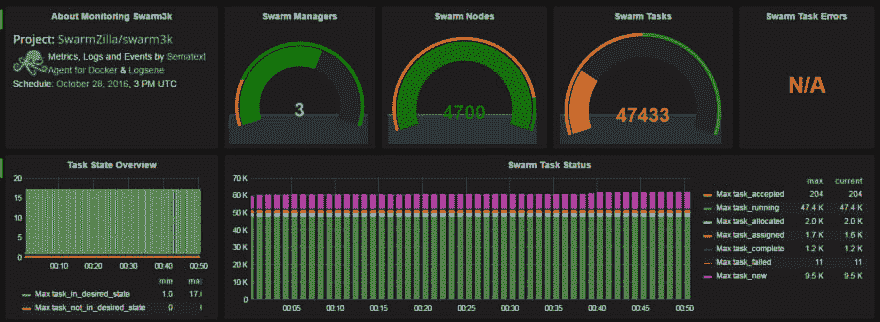 About Monitoring Swarm3k
Project: SwarmZilla/swarm3k
Metrics, Logs and Events by Sematext
Agent for Docker & Logsene
Schedule: October 28, 2016, 3 PM UTC
Swarm Managers
3
Swarm Nodes
4700
Swarm Tasks
47433
Swarm Task Errors
N/A
Task State Overview
20
15
10
5
0
00:10 00:20 00:30 00:40 00:50
min
Max task_in_desired_state 1.0 17.
Max task_not_in_desired_state 0
Swarm Task Status
70 K
60 K
50 K
40 K
30 K
20 K
10 K
0
00:05 00:10 00:15 00:20 00:25 00:30 00:35 00:40 00:45 00:50
max current
Max task_accepted 204 204
Max task_running 47.4 K 47.4 K
Max task_allocated 2.0 K 2.0 K
Max task_assigned 1.7 K 1.6 K
Max task_complete 1.2 K 1.2 K
Max task_failed 11 11
Max task_new 9.5 K 9.5 K